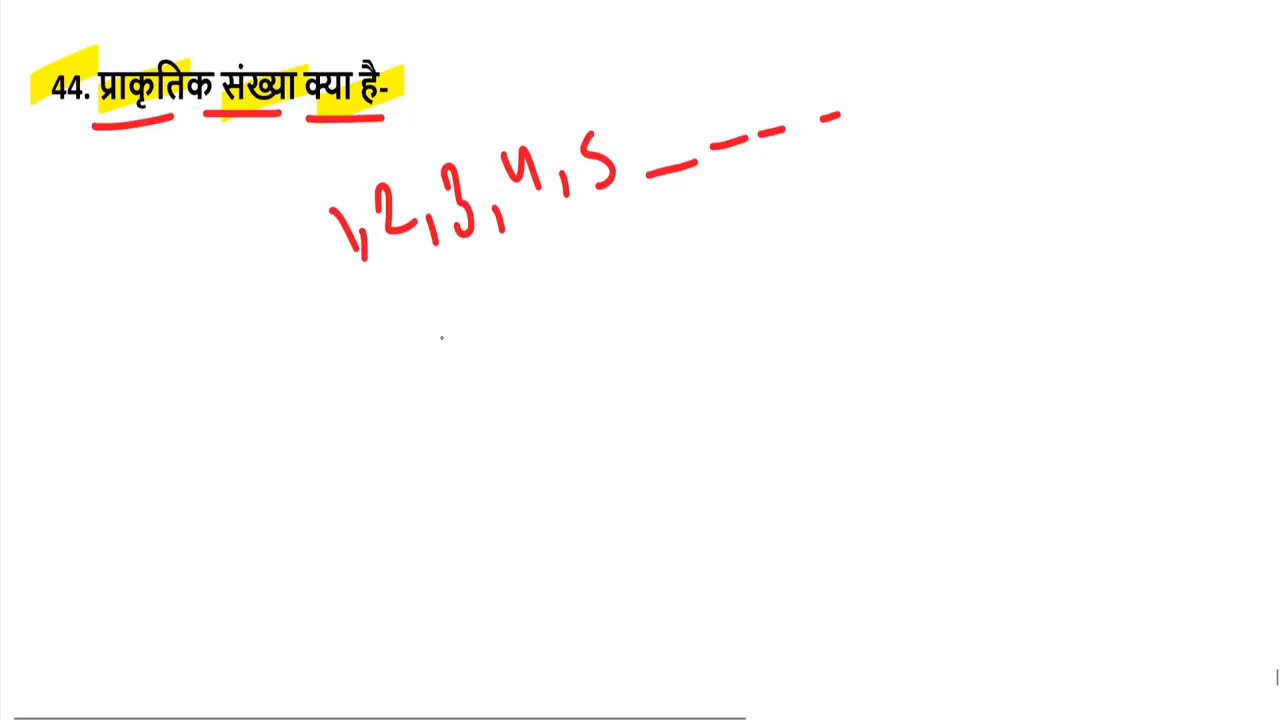 44. प्राकृतिक संख्या क्या है-
1,2,3,4,5 _ - - -